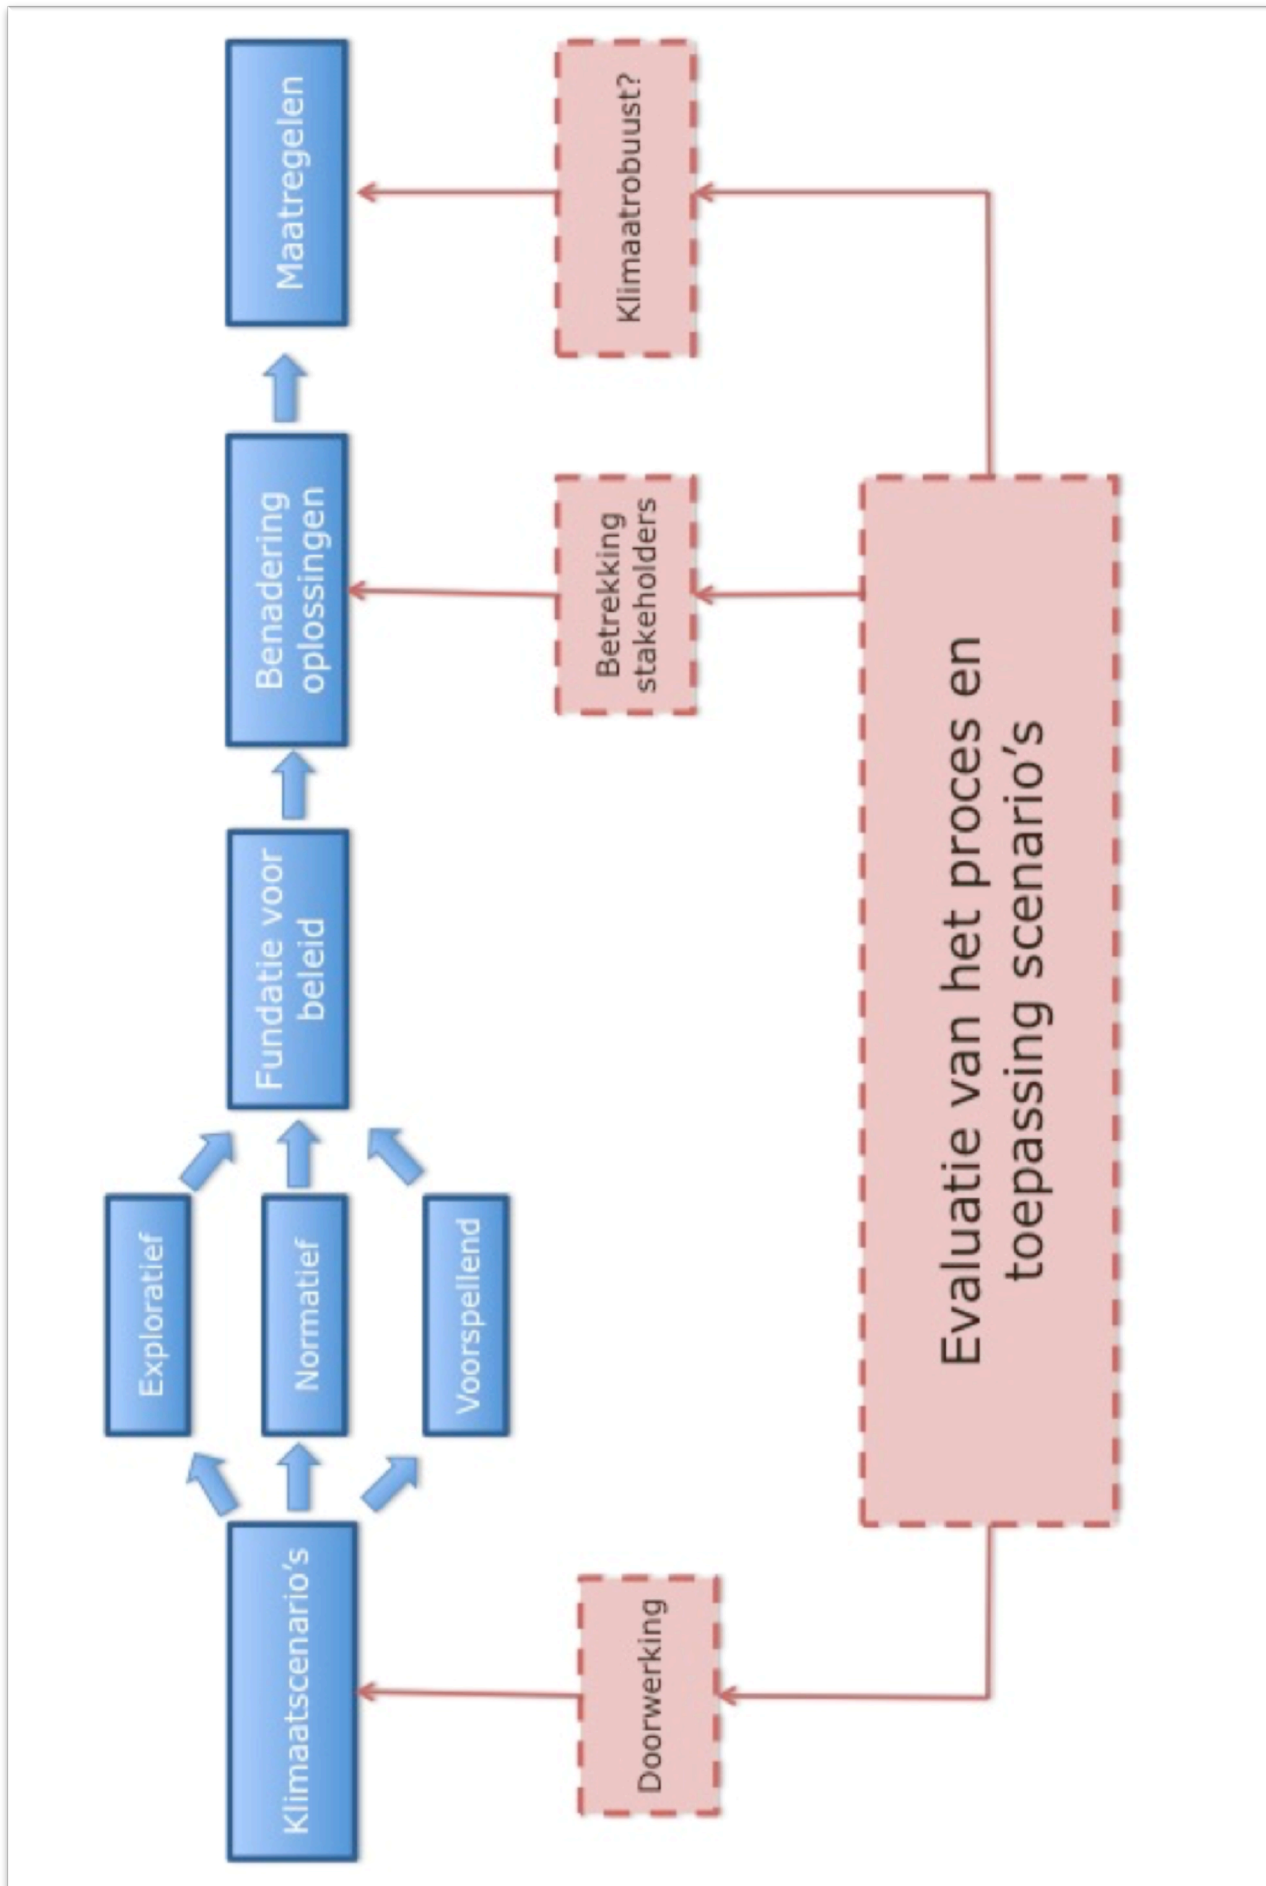 Klimaatscenario’s
Exploratief
Normatief
Voorspellend
Fundatie voor
beleid
Benadering
oplossingen
Maatregelen
Doorwerking
Betrekking
stakeholders
Klimaatrobuust?
Evaluatie van het proces en
toepassing scenario’s